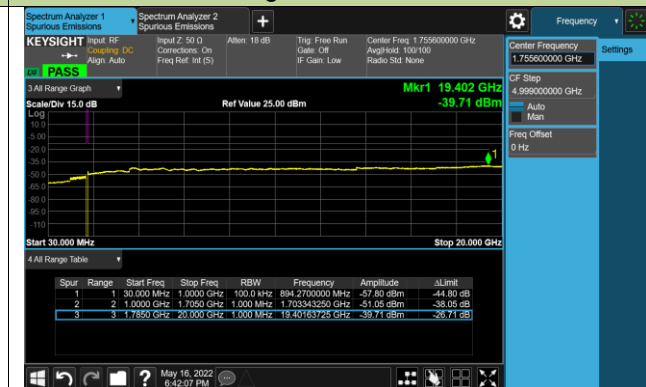 Spectrum Analyzer 1
Spurious Emissions
Spectrum Analyzer 2
Spurious Emissions
+
Frequency
KEYSIGHT
Input: RF
Coupling: DC
Align: Auto
Input Z: 50 Ω
Corrections: On
Freq Ref: Int (S)
Atten: 18 dB
Trig: Free Run
Gate: Off
IF Gain: Low
Center Freq: 1.755600000 GHz
Avg|Hold: 100/100
Radio Std: None
PASS
Center Frequency
1.755600000 GHz
Settings
CF Step
4.999000000 GHz
Auto
Man
Freq Offset
0 Hz
3 All Range Graph
Mkr1 19.402 GHz
Scale/Div 15.0 dB
Ref Value 25.00 dBm
-39.71 dBm
Log
10.0
-5.00
-20.0
-35.0
-50.0
-65.0
-80.0
-95.0
-110
1
Start 30.000 MHz
Stop 20.000 GHz
4 All Range Table
Spur Range Start Freq Stop Freq RBW Frequency Amplitude ΔLimit
1 1 30.000 MHz 1.0000 GHz 100.0 kHz 894.2700000 MHz -57.80 dBm -44.80 dB
2 2 1.0000 GHz 1.7050 GHz 1.000 MHz 1.703343250 GHz -51.05 dBm -38.05 dB
3 3 1.7850 GHz 20.000 GHz 1.000 MHz 19.40163725 GHz -39.71 dBm -26.71 dB
?
May 16, 2022
6:42:07 PM